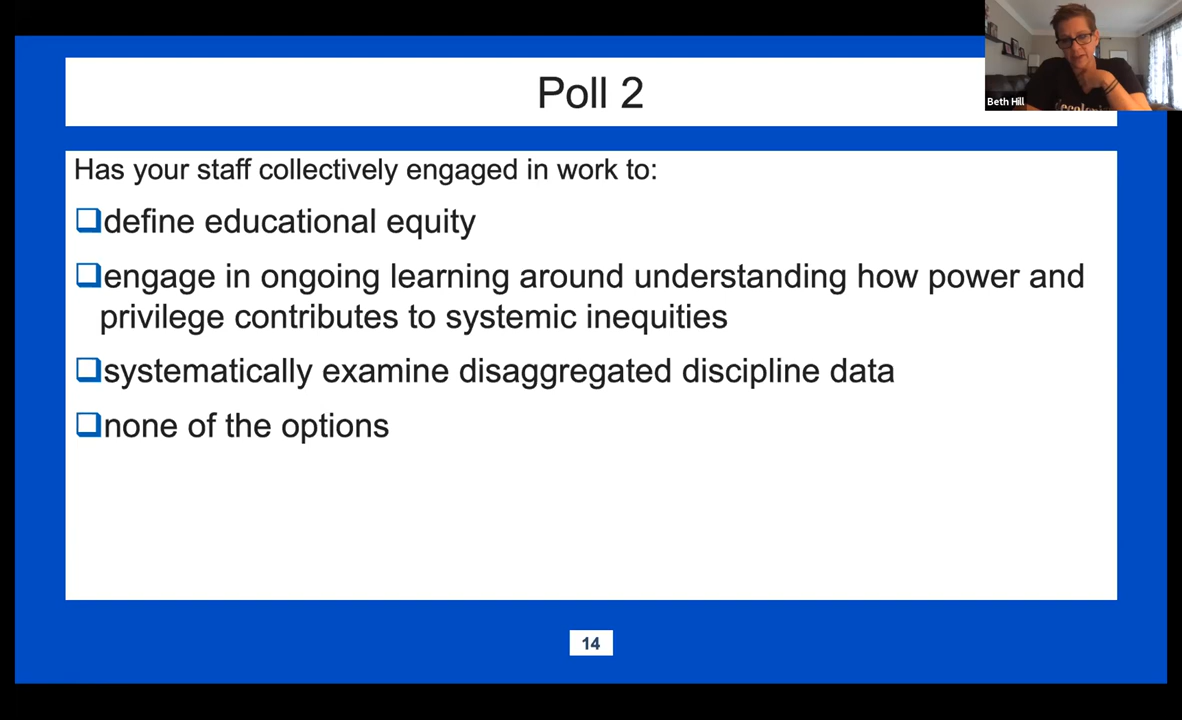 Poll 2
Beth Hill
Has your staff collectively engaged in work to:
define educational equity
engage in ongoing learning around understanding how power and
privilege contributes to systemic inequities
systematically examine disaggregated discipline data
none of the options
14